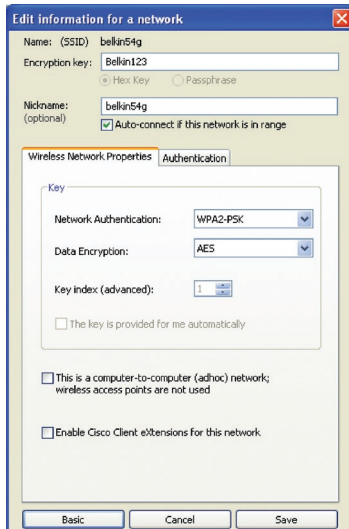 Edit information for a network
Name: (SSID) belkin54g
Encryption key: Belkin123
Hex Key Passphrase
Nickname: belkin54g
(optional)
Auto-connect if this network is in range
Wireless Network Properties Authentication
Key
Network Authentication: WPA2-PSK
Data Encryption: AES
Key index (advanced): 1
The key is provided for me automatically
This is a computer-to-computer (adhoc) network;
wireless access points are not used
Enable Cisco Client eXtensions for this network
Basic Cancel Save